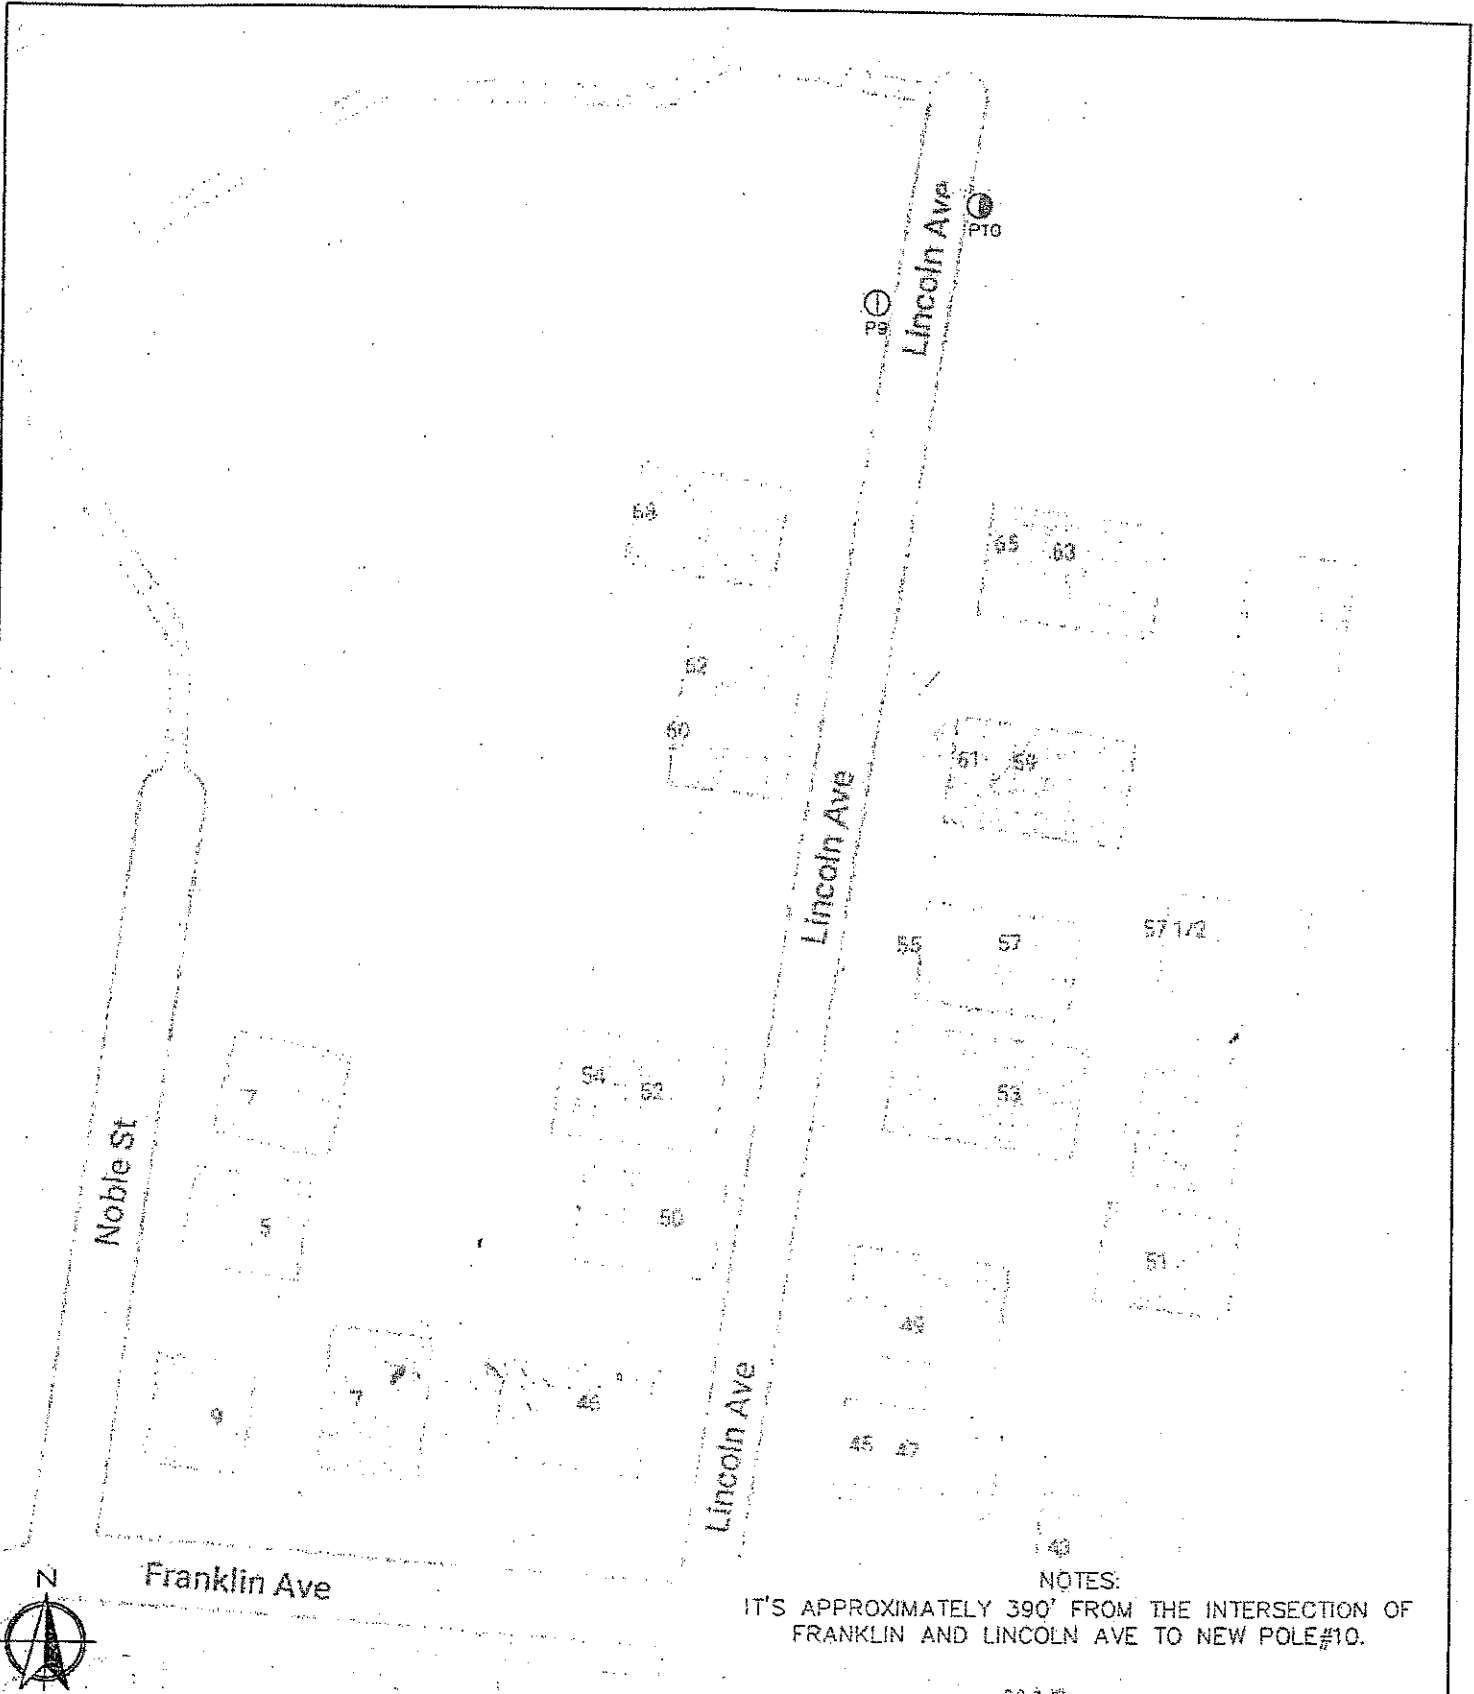 Lincoln Ave
P10
P9
68
65 63
62
60
61 59
Lincoln Ave
55 57 57 1/2
54 52
53
7
Noble St
5
50
51
49
Lincoln Ave
9
7
46
45 47
43
Franklin Ave
N
NOTES:
IT'S APPROXIMATELY 390' FROM THE INTERSECTION OF
FRANKLIN AND LINCOLN AVE TO NEW POLE#10.